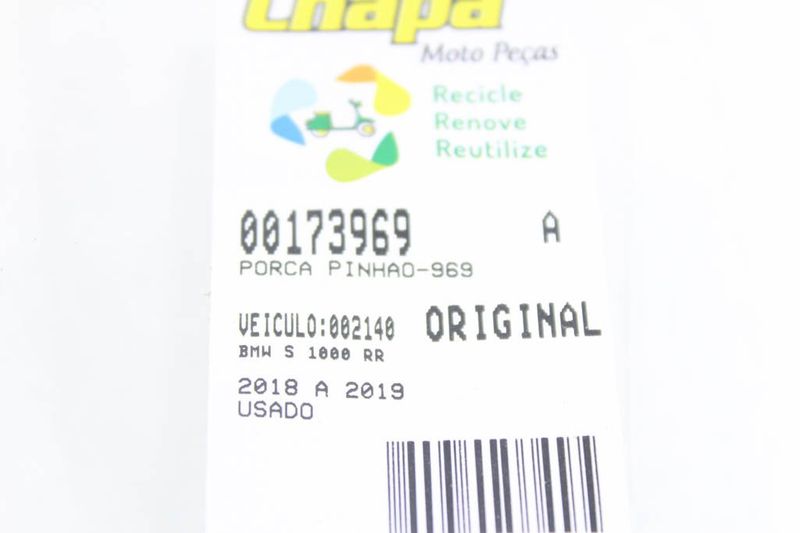 Chapa
Moto Peças
Recicle
Renove
Reutilize
00173969 A
PORCA PINHAO-969
VEICULO:002140 ORIGINAL
BMW S 1000 RR
2018 A 2019
USADO